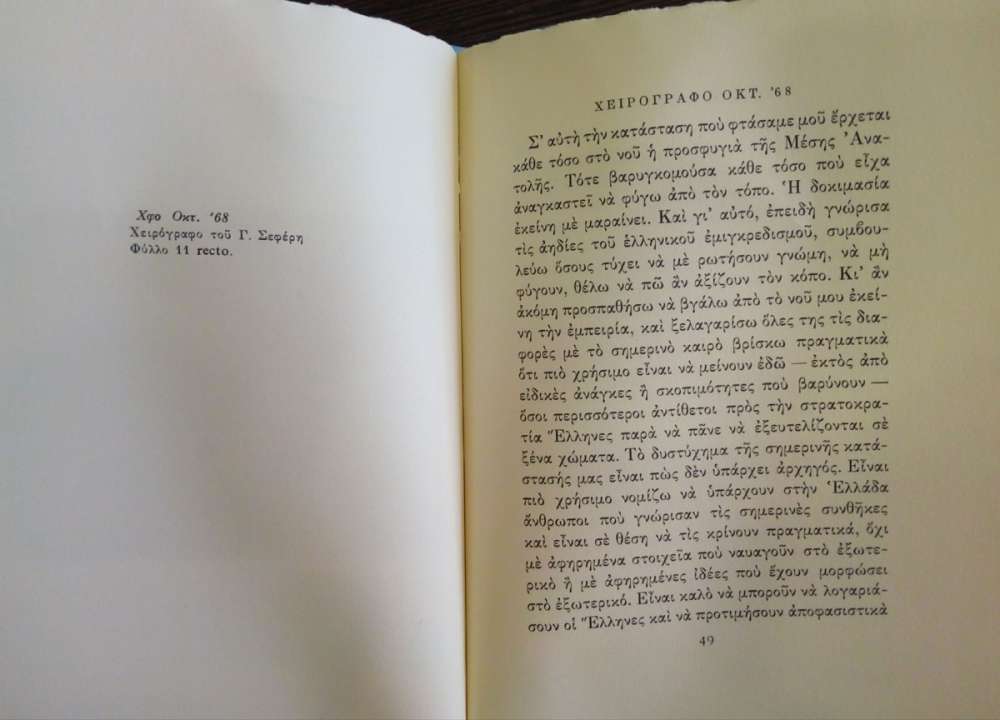 Χφο Οκτ. '68
Χειρόγραφο τοῦ Γ. Σεφέρη
Φύλλο 11 recto.
ΧΕΙΡΟΓΡΑΦΟ ΟΚΤ. '68
Σ' αὐτὴ τὴν κατάσταση ποὺ φτάσαμε μοῦ ἔρχεται
κάθε τόσο στὸ νοῦ ἡ προσφυγιὰ τῆς Μέσης 'Ανα-
τολῆς. Τότε βαρυγκομούσα κάθε τόσο ποὺ εἶχα
ἀναγκαστεῖ νὰ φύγω ἀπὸ τὸν τόπο. Ἡ δοκιμασία
ἐκείνη μὲ μαραίνει. Καὶ γι' αὐτό, ἐπειδὴ γνώρισα
τὶς ἀηδίες τοῦ ἑλληνικοῦ ἐμιγκρεδισμοῦ, συμβου-
λεύω ὅσους τύχει νὰ μὲ ρωτήσουν γνώμη, νὰ μὴ
φύγουν, θέλω νὰ πῶ ἂν ἀξίζουν τὸν κόπο. Κι' ἂν
ἀκόμη προσπαθήσω νὰ βγάλω ἀπὸ τὸ νοῦ μου ἐκεί-
νη τὴν ἐμπειρία, καὶ ξελαγαρίσω ὅλες της τὶς δια-
φορὲς μὲ τὸ σημερινὸ καιρὸ βρίσκω πραγματικὰ
ὅτι πιὸ χρήσιμο εἶναι νὰ μείνουν ἐδῶ — ἐκτὸς ἀπὸ
εἰδικὲς ἀνάγκες ἢ σκοπιμότητες ποὺ βαρύνουν —
ὅσοι περισσότεροι ἀντίθετοι πρὸς τὴν στρατοκρα-
τία Ἕλληνες παρὰ νὰ πᾶνε νὰ ἐξευτελίζονται σὲ
ξένα χώματα. Τὸ δυστύχημα τῆς σημερινῆς κατά-
στασής μας εἶναι πὼς δὲν ὑπάρχει ἀρχηγός. Εἶναι
πιὸ χρήσιμο νομίζω νὰ ὑπάρχουν στὴν Ἑλλάδα
ἄνθρωποι ποὺ γνώρισαν τὶς σημερινὲς συνθῆκες
καὶ εἶναι σὲ θέση νὰ τὶς κρίνουν πραγματικά, ὄχι
μὲ ἀφηρημένα στοιχεῖα ποὺ ναυαγοῦν στὸ ἐξωτε-
ρικὸ ἢ μὲ ἀφηρημένες ἰδέες ποὺ ἔχουν μορφώσει
στὸ ἐξωτερικό. Εἶναι καλὸ νὰ μποροῦν νὰ λογαριά-
σουν οἱ Ἕλληνες καὶ νὰ προτιμήσουν ἀποφασιστικὰ
49